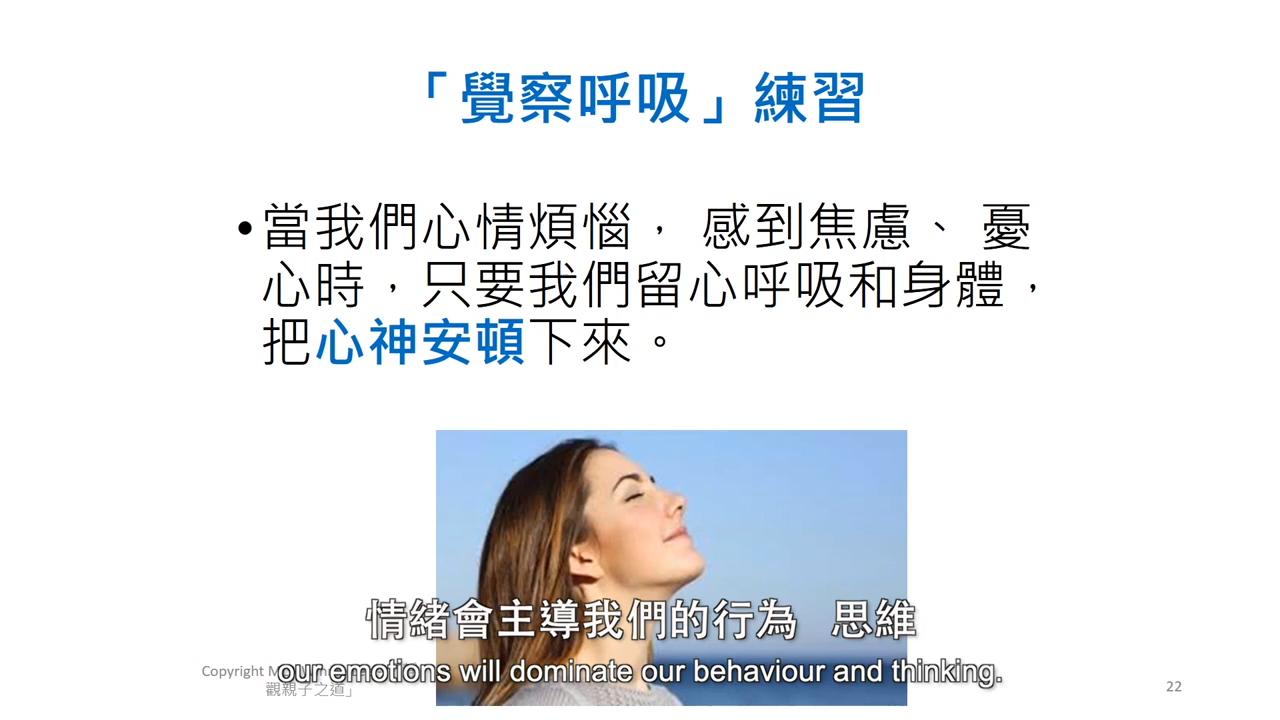 「覺察呼吸」練習
•當我們心情煩惱， 感到焦慮、 憂
心時，只要我們留心呼吸和身體，
把心神安頓下來。
情緒會主導我們的行為 思維
our emotions will dominate our behaviour and thinking.
Copyright
觀親子之道」
22